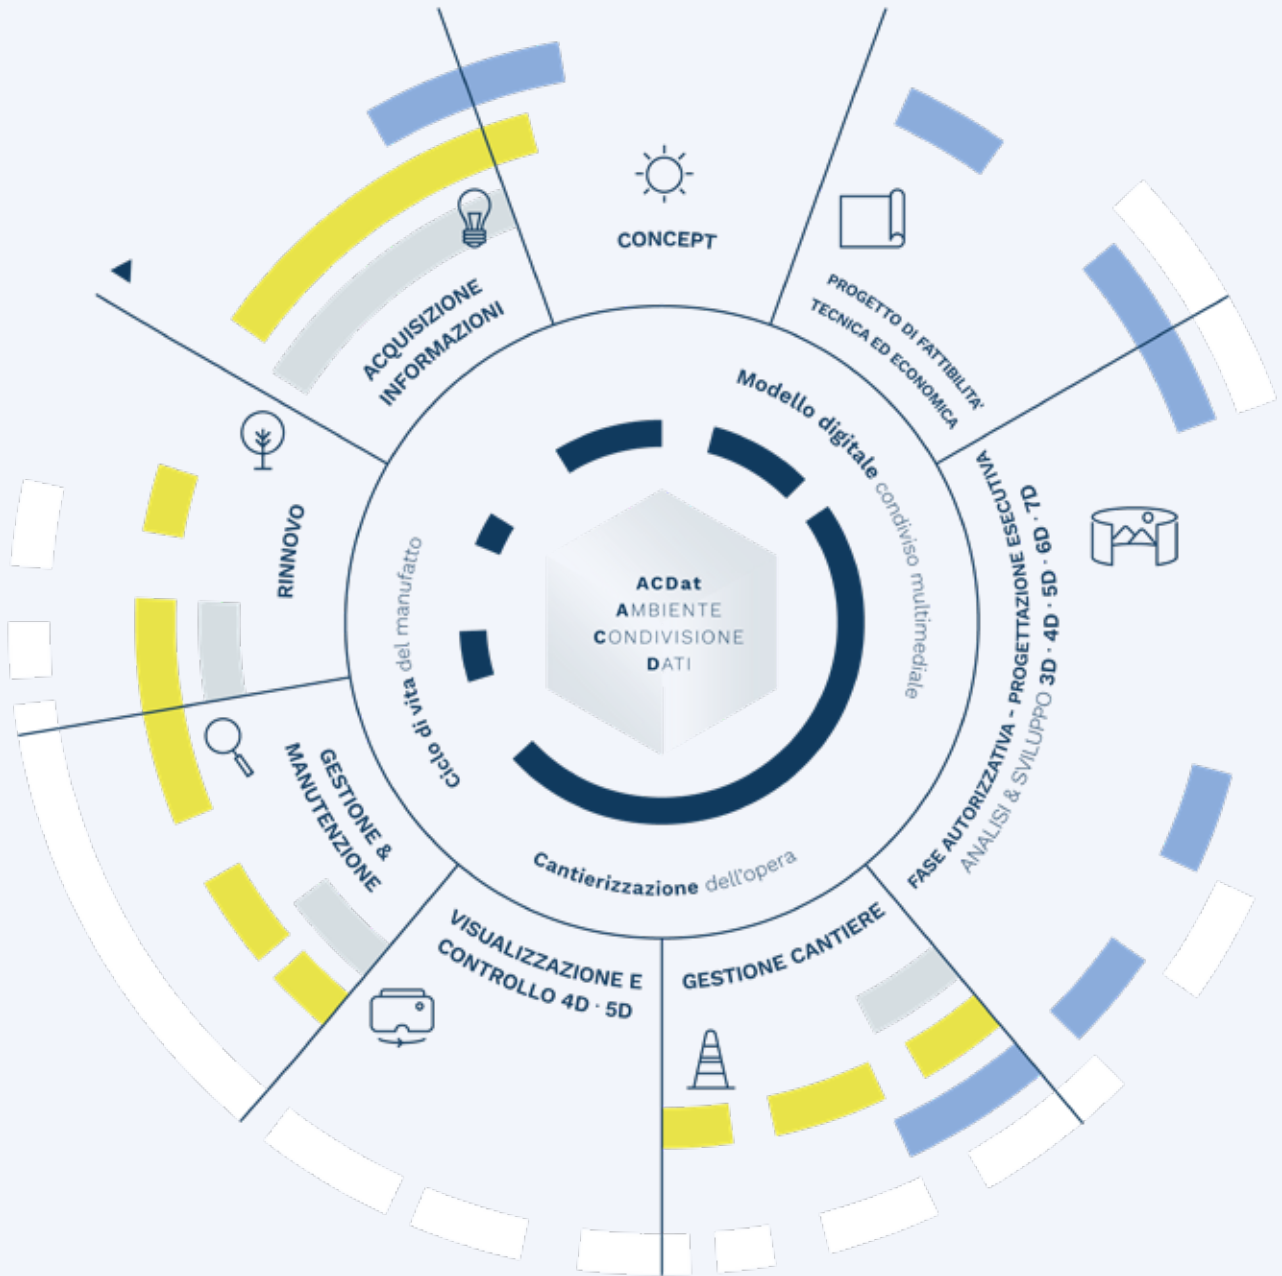 CONCEPT
PROGETTO DI FATTIBILITA'
TECNICA ED ECONOMICA
FASE AUTORIZZATIVA - PROGETTAZIONE ESECUTIVA
ANALISI & SVILUPPO 3D · 4D · 5D · 6D · 7D
GESTIONE CANTIERE
VISUALIZZAZIONE E
CONTROLLO 4D · 5D
GESTIONE &
MANUTENZIONE
RINNOVO
ACQUISIZIONE
INFORMAZIONI
Modello digitale condiviso multimediale
Cantierizzazione dell'opera
Ciclo di vita del manufatto
ACDat
AMBIENTE
CONDIVISIONE
DATI